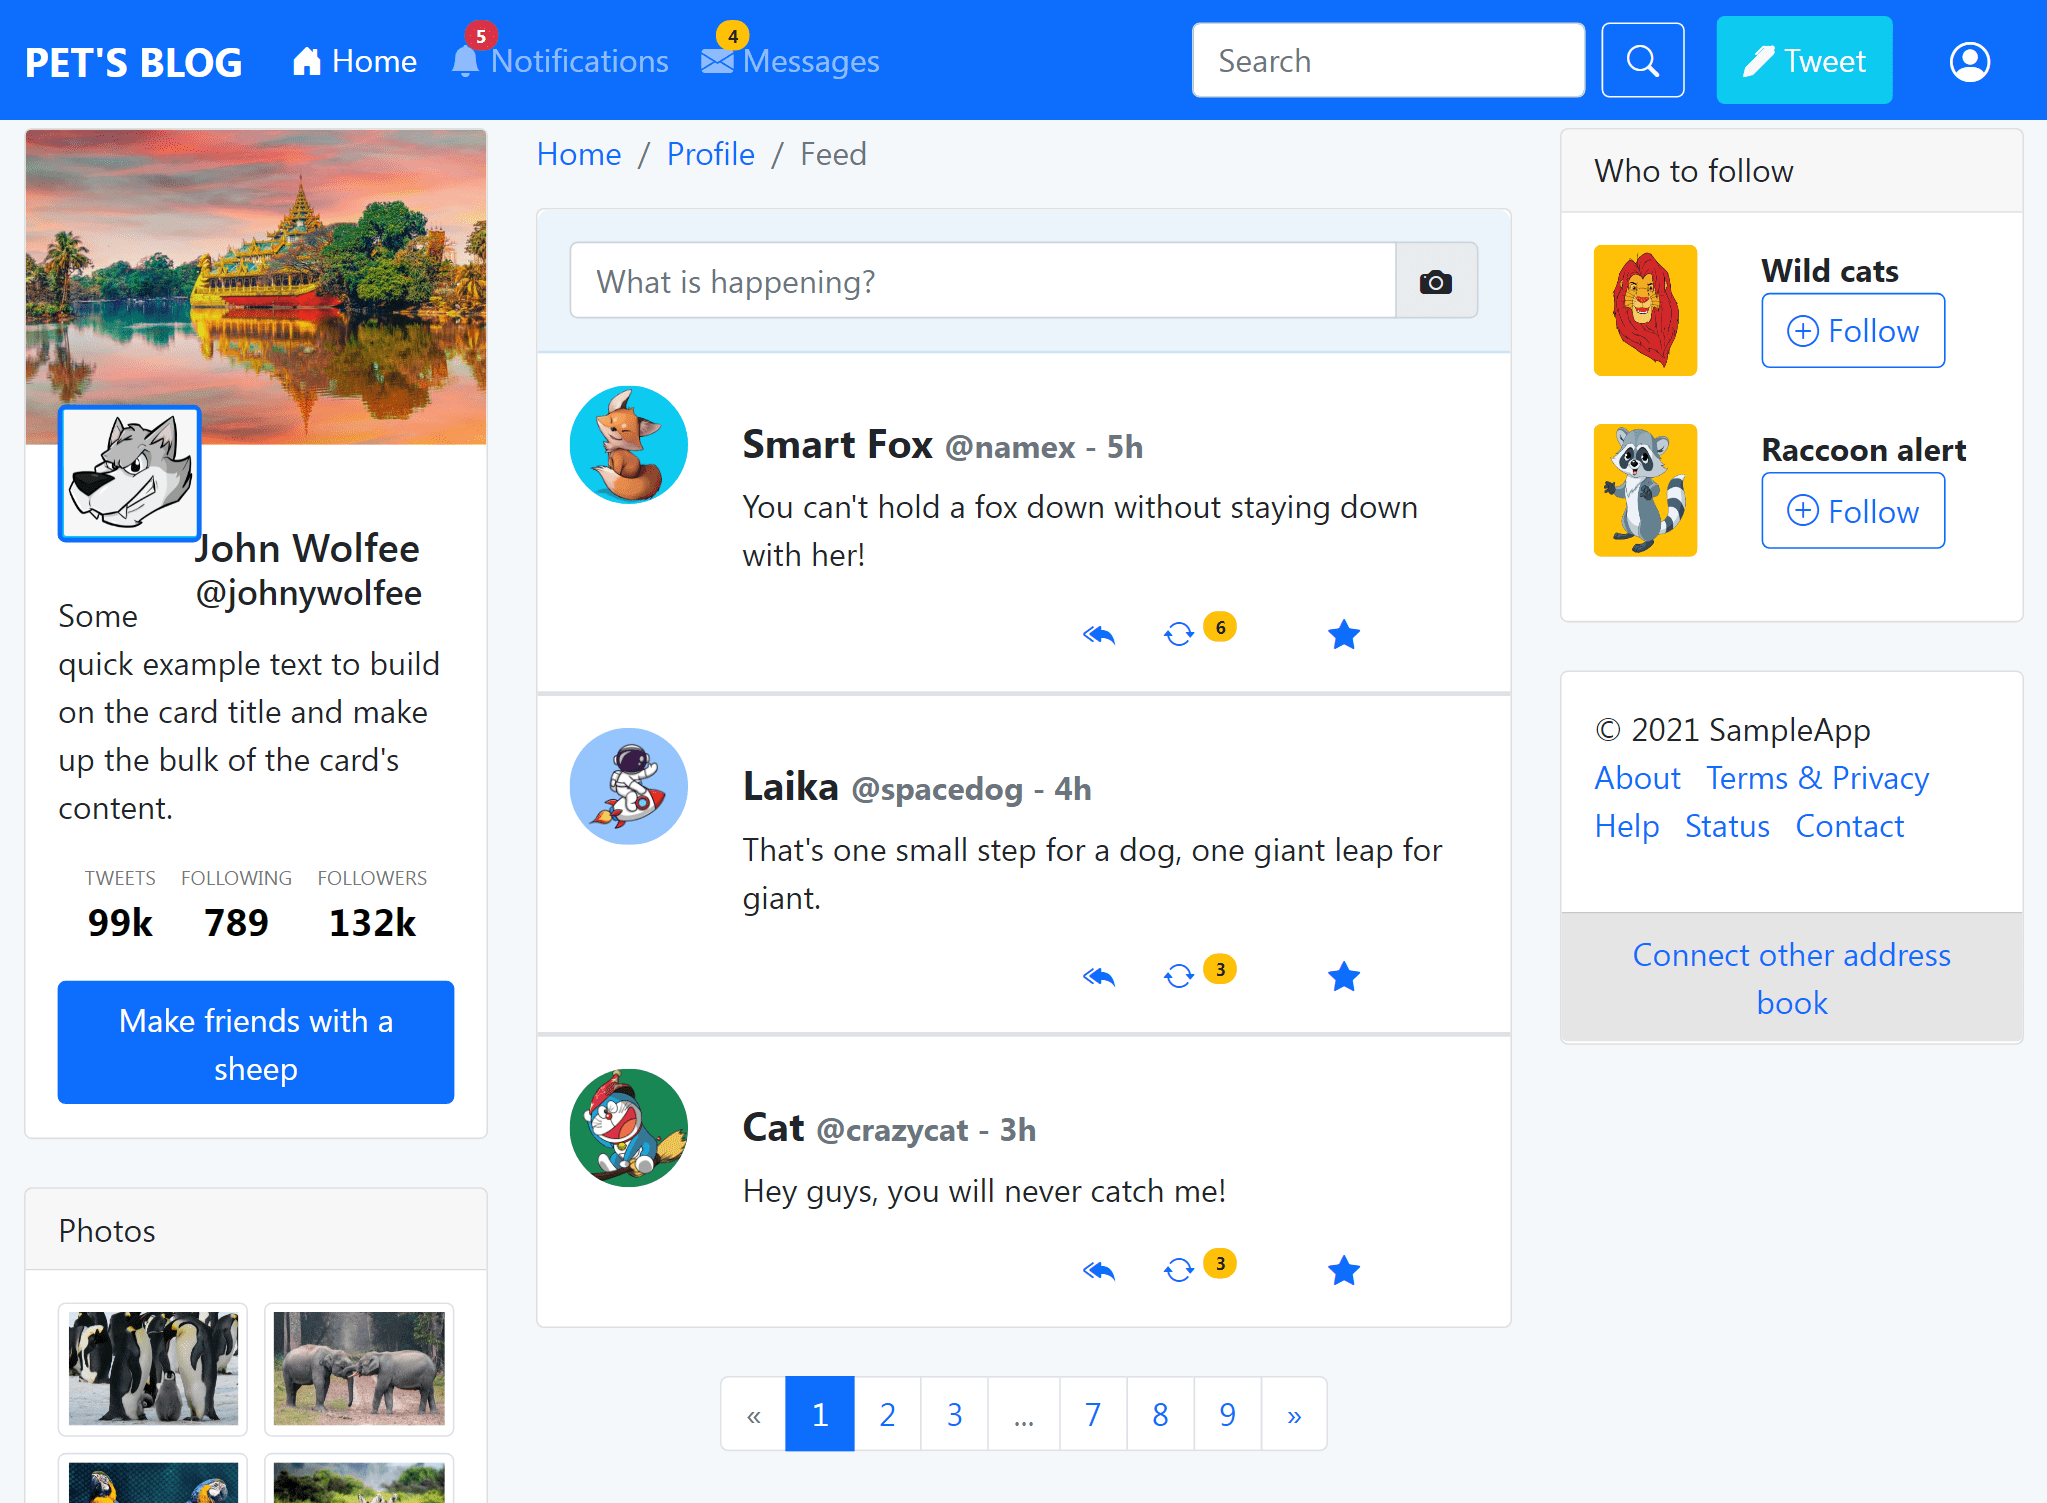 PET'S BLOG Home 5 Notifications 4 Messages Search Tweet
John Wolfee
@johnywolfee
Some
quick example text to build
on the card title and make
up the bulk of the card's
content.
TWEETS FOLLOWING FOLLOWERS
99k 789 132k
Make friends with a
sheep
Photos
Home / Profile / Feed
What is happening?
Smart Fox @namex - 5h
You can't hold a fox down without staying down
with her!
6
Laika @spacedog - 4h
That's one small step for a dog, one giant leap for
giant.
3
Cat @crazycat - 3h
Hey guys, you will never catch me!
3
« 1 2 3 ... 7 8 9 »
Who to follow
Wild cats
Follow
Raccoon alert
Follow
© 2021 SampleApp
About Terms & Privacy
Help Status Contact
Connect other address
book